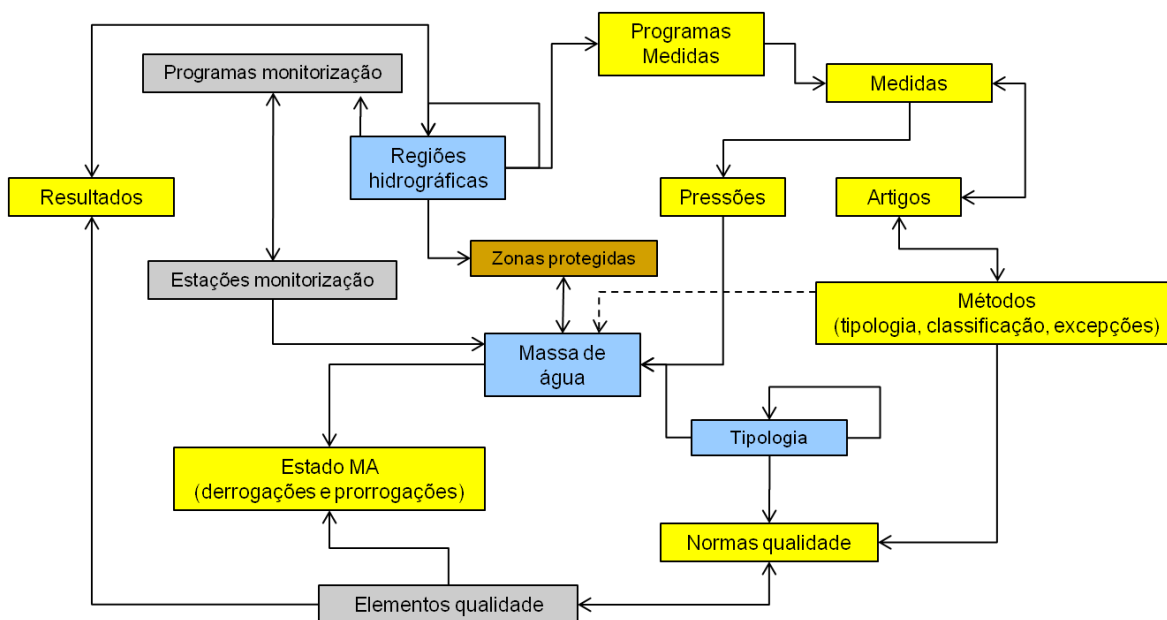 Programas
Medidas
Programas monitorização
Medidas
Regiões
hidrográficas
Resultados
Pressões
Artigos
Zonas protegidas
Estações monitorização
Métodos
(tipologia, classificação, excepções)
Massa de
água
Tipologia
Estado MA
(derrogações e prorrogações)
Normas qualidade
Elementos qualidade